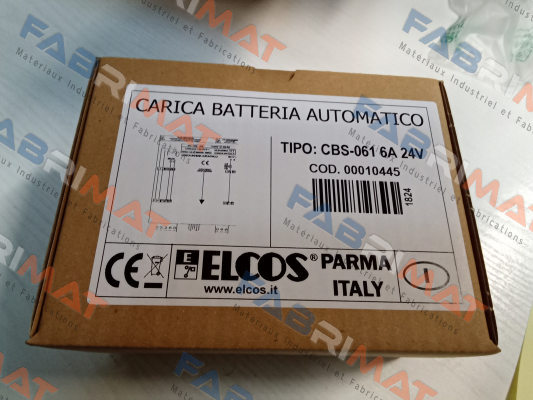 CARICA BATTERIA AUTOMATICO
TIPO: CBS-061 6A 24V
COD. 00010445
1824
CE
E
ELCOS® PARMA
www.elcos.it ITALY
I
FABRIMAT
Matériaux Industriel et Fabrications